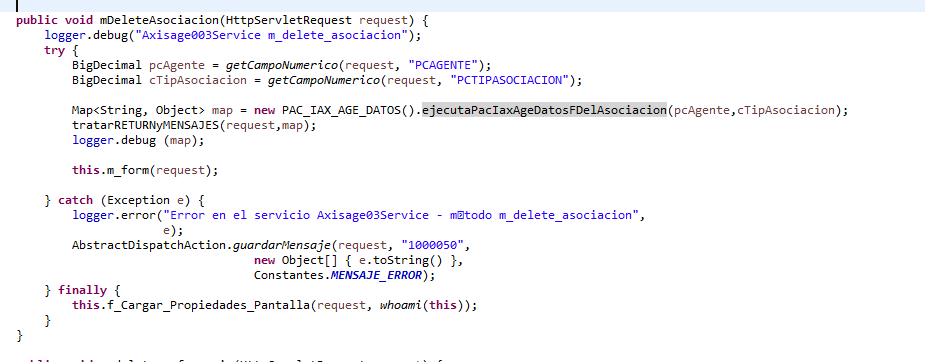 public void mDeleteAsociacion(HttpServletRequest request) {
logger.debug("Axisage003Service m_delete_asociacion");
try {
BigDecimal pcAgente = getCampoNumerico(request, "PCAGENTE");
BigDecimal cTipAsociacion = getCampoNumerico(request, "PCTIPASOCIACION");
Map<String, Object> map = new PAC_IAX_AGE_DATOS().ejecutaPacIaxAgeDatosFDelAsociacion(pcAgente,cTipAsociacion);
tratarRETURNyMENSAJES(request,map);
logger.debug (map);
this.m_form(request);
} catch (Exception e) {
logger.error("Error en el servicio Axisage03Service - m�todo m_delete_asociacion",
e);
AbstractDispatchAction.guardarMensaje(request, "1000050",
new Object[] { e.toString() },
Constantes.MENSAJE_ERROR);
} finally {
this.f_Cargar_Propiedades_Pantalla(request, whoami(this));
}
}